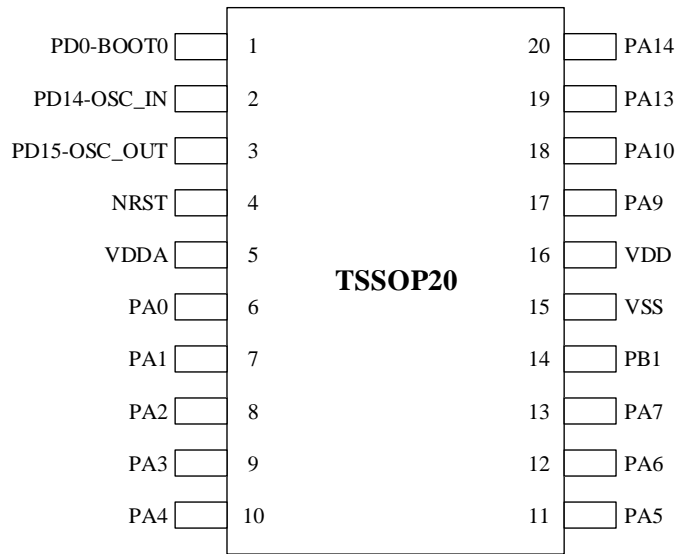 PD0-BOOT0 1 20 PA14
PD14-OSC_IN 2 19 PA13
PD15-OSC_OUT 3 18 PA10
NRST 4 17 PA9
VDDA 5 16 VDD
TSSOP20
PA0 6 15 VSS
PA1 7 14 PB1
PA2 8 13 PA7
PA3 9 12 PA6
PA4 10 11 PA5